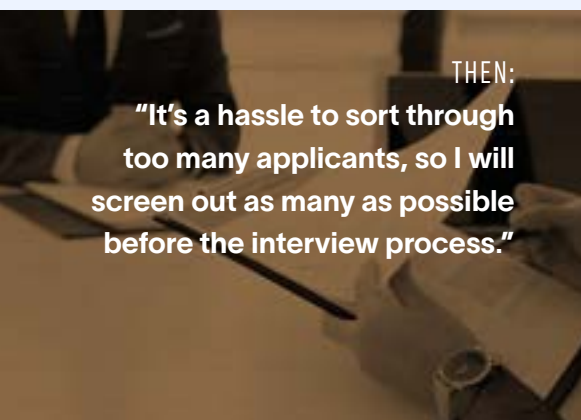 THEN:
“It’s a hassle to sort through
too many applicants, so I will
screen out as many as possible
before the interview process.”